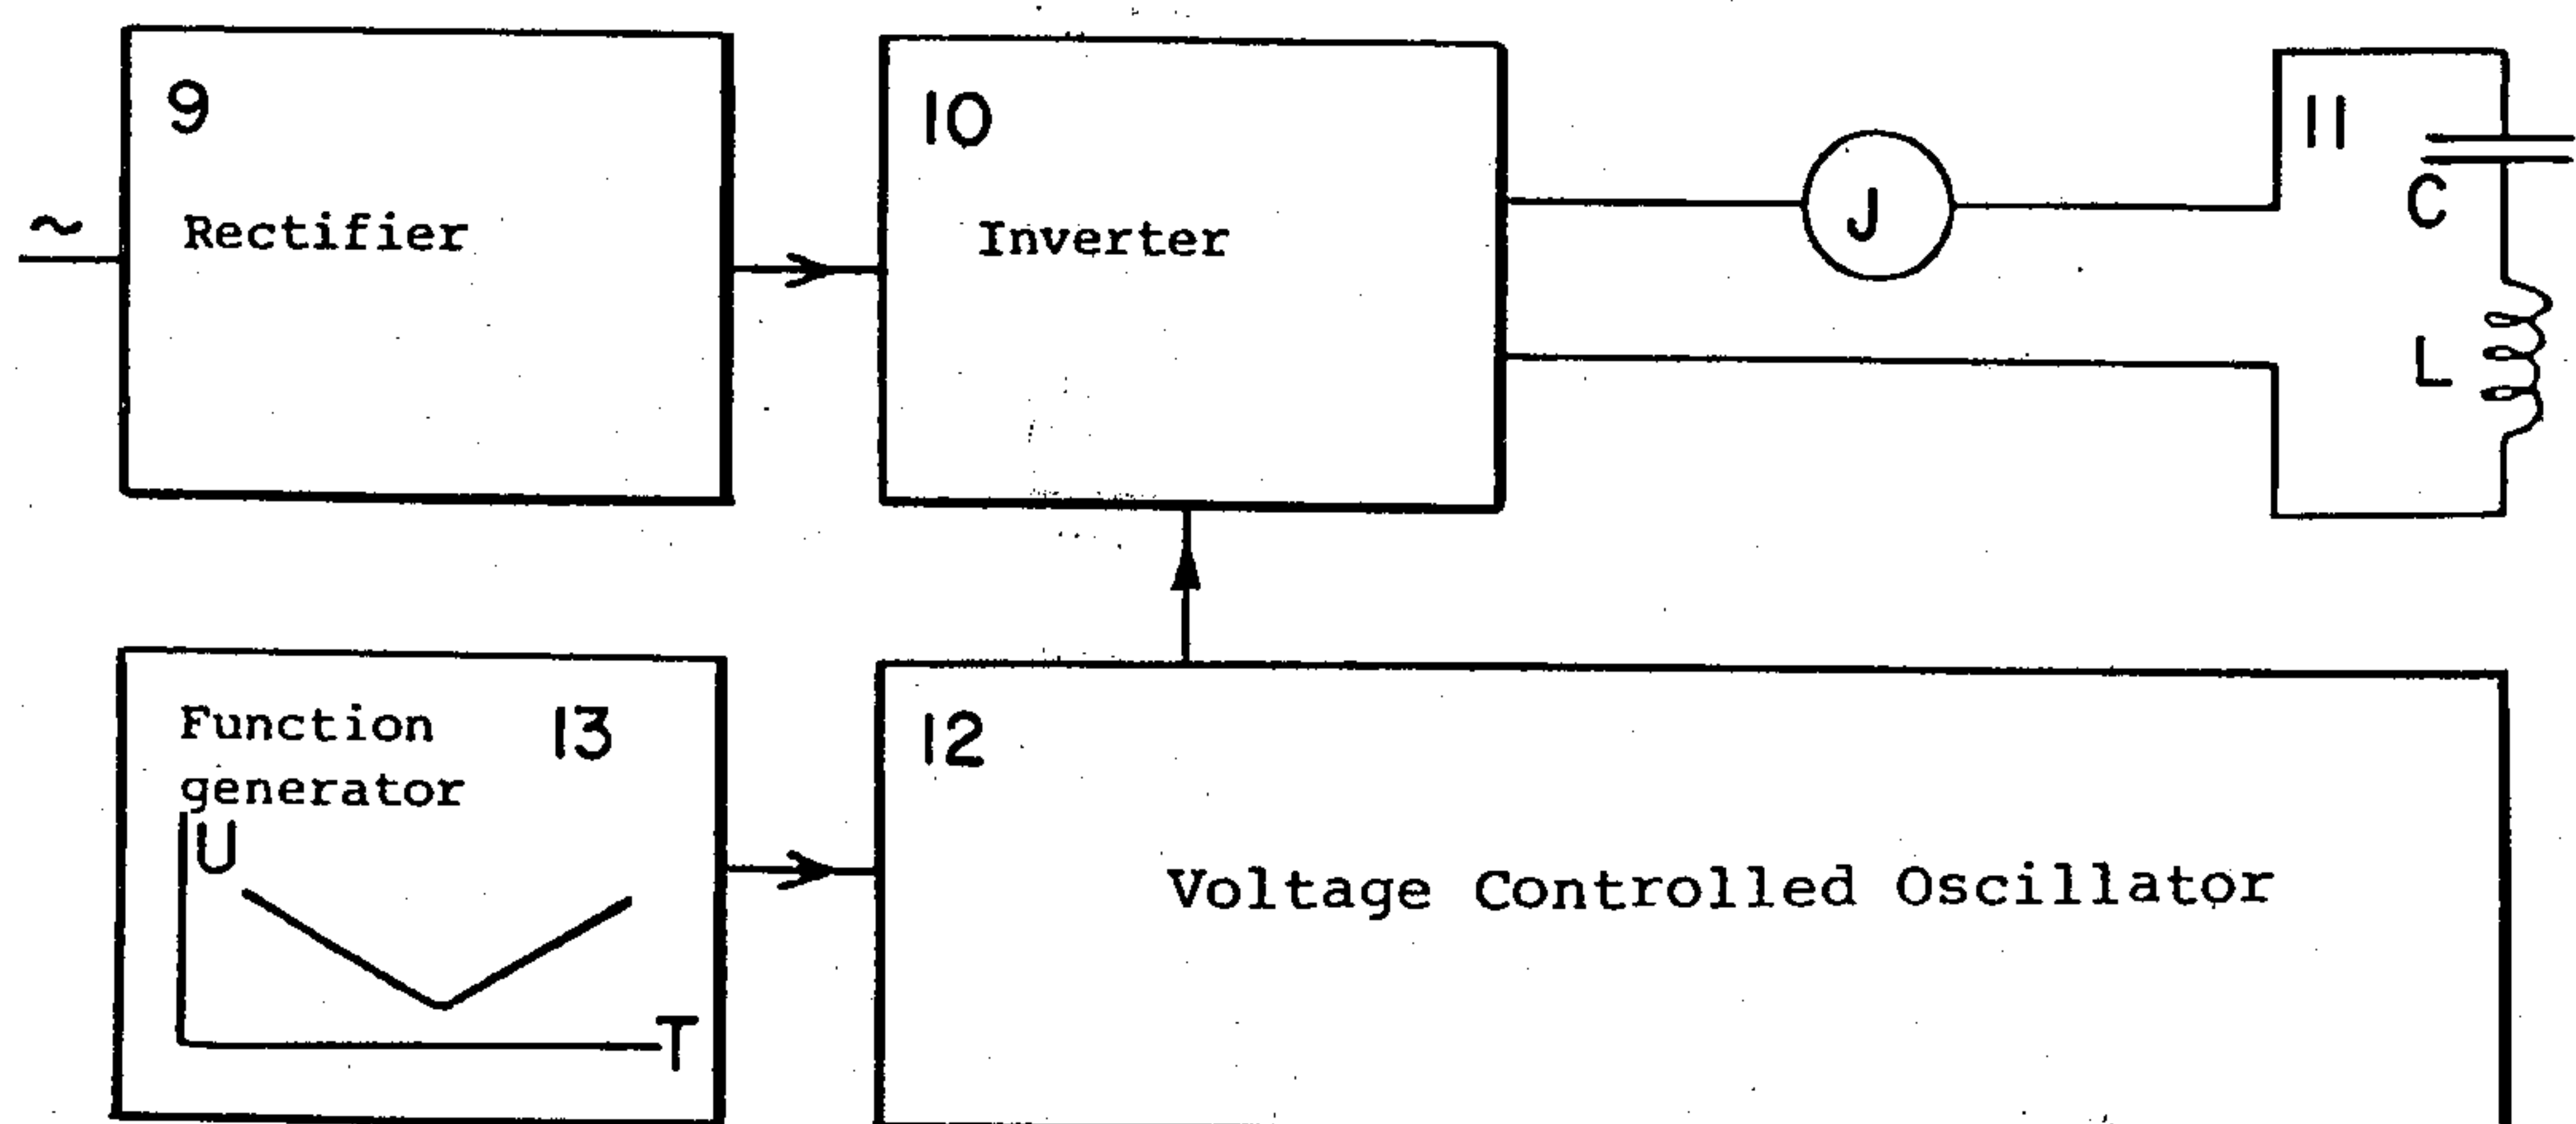 9
Rectifier
~
10
Inverter
J
11
C
L
Function 13
generator
U
T
12
Voltage Controlled Oscillator